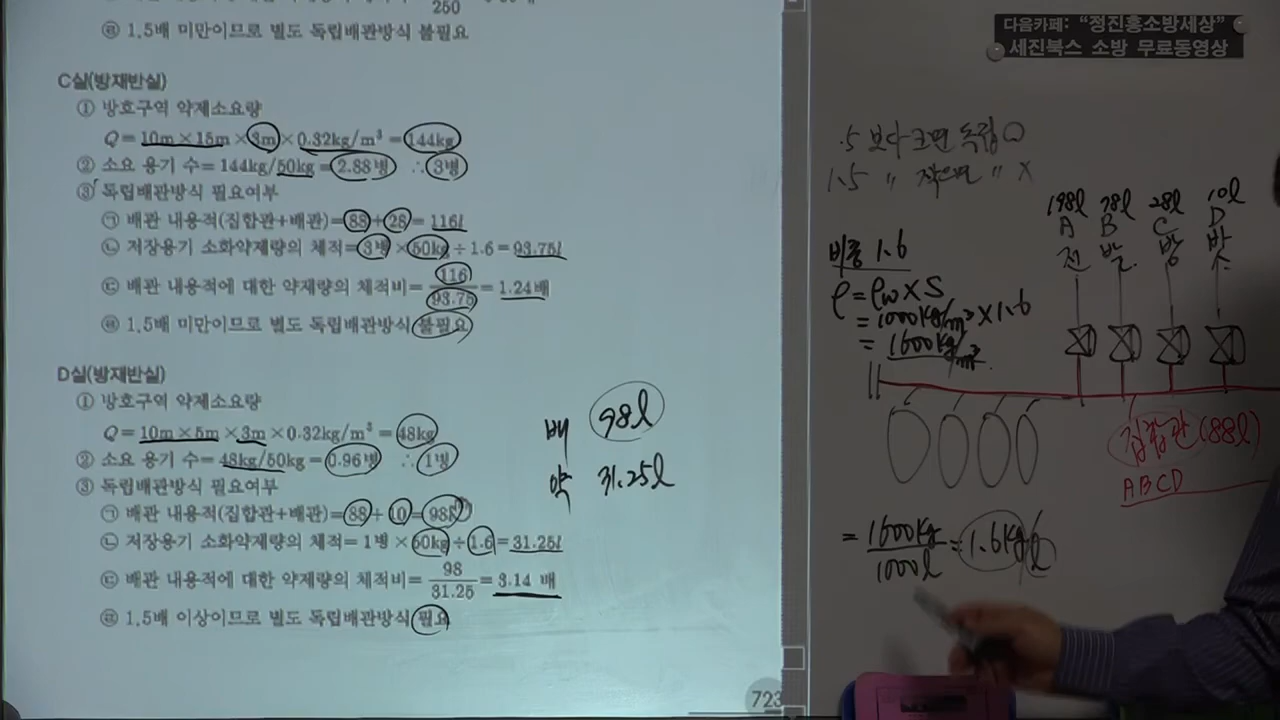 250
㉣ 1.5배 미만이므로 별도 독립배관방식 불필요
C실(방재반실)
① 방호구역 약제소요량
Q = 10m × 15m × 3m × 0.32kg/m³ = 144kg
② 소요 용기 수 = 144kg/50kg = 2.88병 ∴ 3병
③ 독립배관방식 필요여부
㉠ 배관 내용적(집합관+배관) = 88 + 28 = 116l
㉡ 저장용기 소화약제량의 체적 = 3병 × 50kg ÷ 1.6 = 93.75l
㉢ 배관 내용적에 대한 약제량의 체적비 = 116/93.75 = 1.24배
㉣ 1.5배 미만이므로 별도 독립배관방식 불필요
D실(방재반실)
① 방호구역 약제소요량
Q = 10m × 5m × 3m × 0.32kg/m³ = 48kg
② 소요 용기 수 = 48kg/50kg = 0.96병 ∴ 1병
③ 독립배관방식 필요여부
㉠ 배관 내용적(집합관+배관) = 88 + 10 = 98l
㉡ 저장용기 소화약제량의 체적 = 1병 × 50kg ÷ 1.6 = 31.25l
㉢ 배관 내용적에 대한 약제량의 체적비 = 98/31.25 = 3.14 배
㉣ 1.5배 이상이므로 별도 독립배관방식 필요
723
배 98l
약 31.25l
다음카페: "정진홍소방세상"
세진북스 소방 무료동영상
.5 보다 크면 독립 ○
1.5 〃 작으면 〃 X
198l 78l 28l 10l
A B C D
전 발 방
비중 1.6
ρ = ρw × S
= 1000kg/m³ × 1.6
= 1600kg/m³
집합관(88l)
ABCD
= 1600kg/1000l = 1.6kg/l